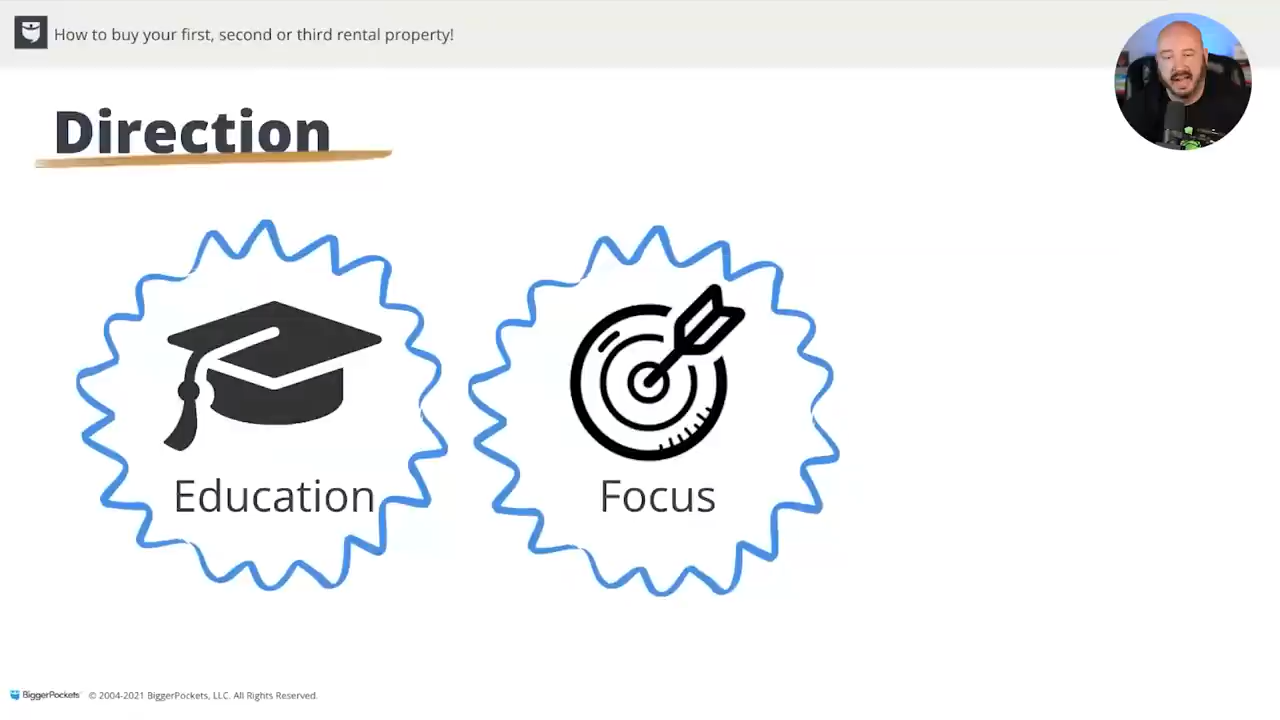 How to buy your first, second or third rental property!
Direction
Education
Focus
BiggerPockets © 2004-2021 BiggerPockets, LLC. All Rights Reserved.